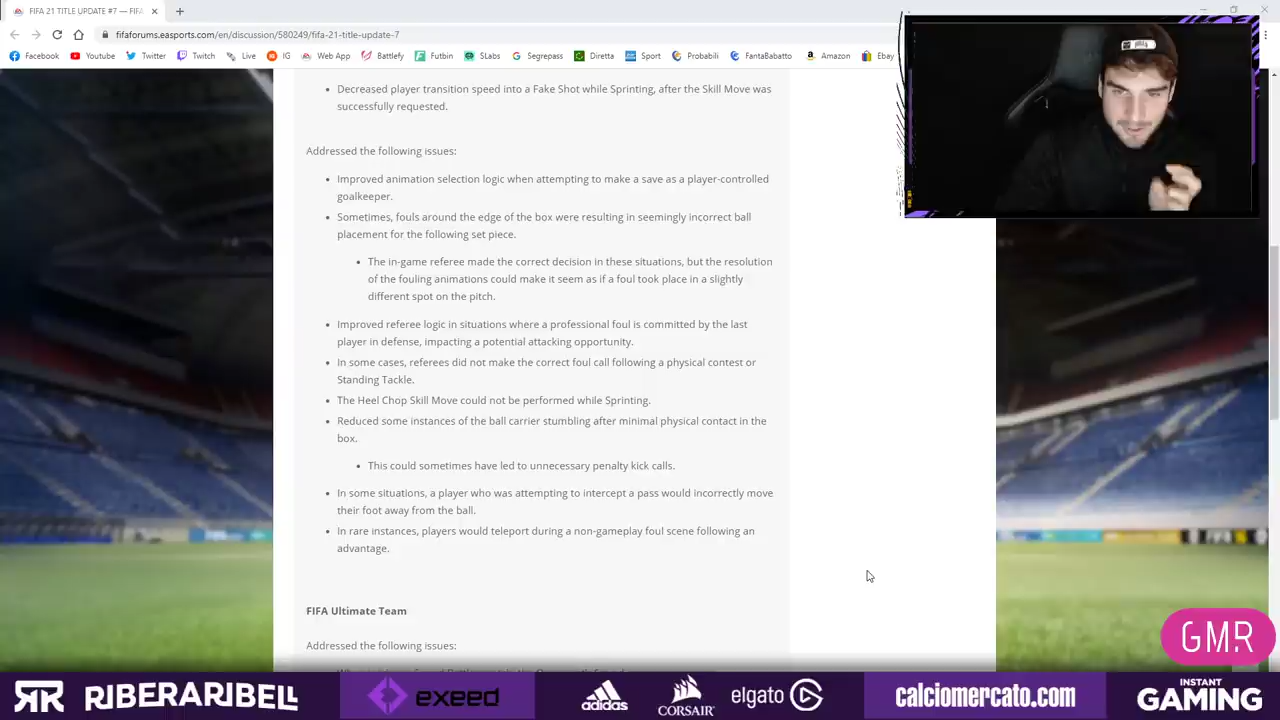 FIFA 21 TITLE UPDATE #7 — FIFA
fifaforums.easports.com/en/discussion/580249/fifa-21-title-update-7
Facebook Youtube Twitter Twitch Live IG Web App Battlefy Futbin SLabs Segrepass Diretta Sport Probabili FantaBabatto Amazon Ebay
• Decreased player transition speed into a Fake Shot while Sprinting, after the Skill Move was
successfully requested.
Addressed the following issues:
• Improved animation selection logic when attempting to make a save as a player-controlled
goalkeeper.
• Sometimes, fouls around the edge of the box were resulting in seemingly incorrect ball
placement for the following set piece.
• The in-game referee made the correct decision in these situations, but the resolution
of the fouling animations could make it seem as if a foul took place in a slightly
different spot on the pitch.
• Improved referee logic in situations where a professional foul is committed by the last
player in defense, impacting a potential attacking opportunity.
• In some cases, referees did not make the correct foul call following a physical contest or
Standing Tackle.
• The Heel Chop Skill Move could not be performed while Sprinting.
• Reduced some instances of the ball carrier stumbling after minimal physical contact in the
box.
• This could sometimes have led to unnecessary penalty kick calls.
• In some situations, a player who was attempting to intercept a pass would incorrectly move
their foot away from the ball.
• In rare instances, players would teleport during a non-gameplay foul scene following an
advantage.
FIFA Ultimate Team
Addressed the following issues:
GMR
RIBERARIBELL exeed adidas CORSAIR elgato calciomercato.com INSTANT
GAMING